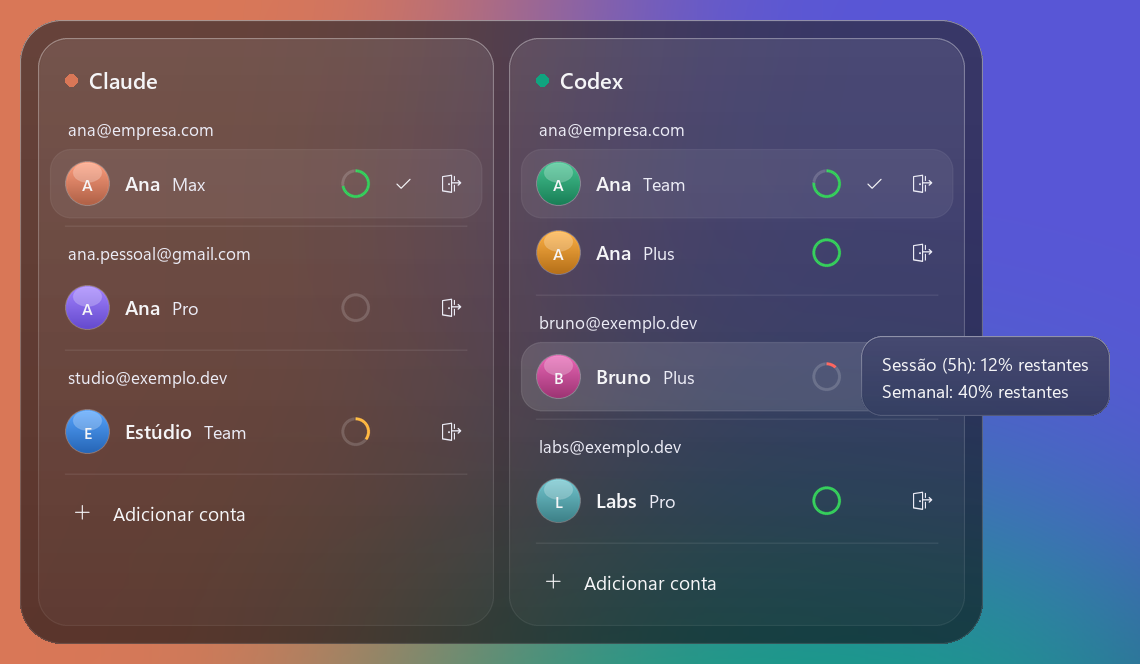 Claude
ana@empresa.com
A Ana Max
ana.pessoal@gmail.com
A Ana Pro
studio@exemplo.dev
E Estúdio Team
+ Adicionar conta
Codex
ana@empresa.com
A Ana Team
A Ana Plus
bruno@exemplo.dev
B Bruno Plus
Sessão (5h): 12% restantes
Semanal: 40% restantes
labs@exemplo.dev
L Labs Pro
+ Adicionar conta